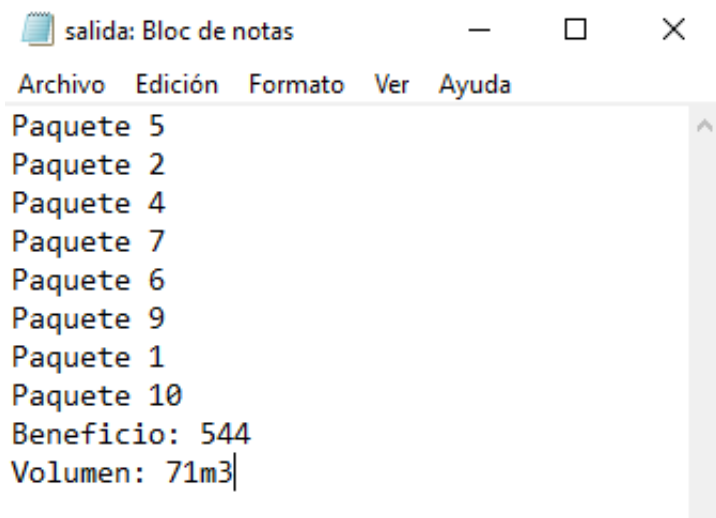 salida: Bloc de notas
Archivo Edición Formato Ver Ayuda
Paquete 5
Paquete 2
Paquete 4
Paquete 7
Paquete 6
Paquete 9
Paquete 1
Paquete 10
Beneficio: 544
Volumen: 71m3